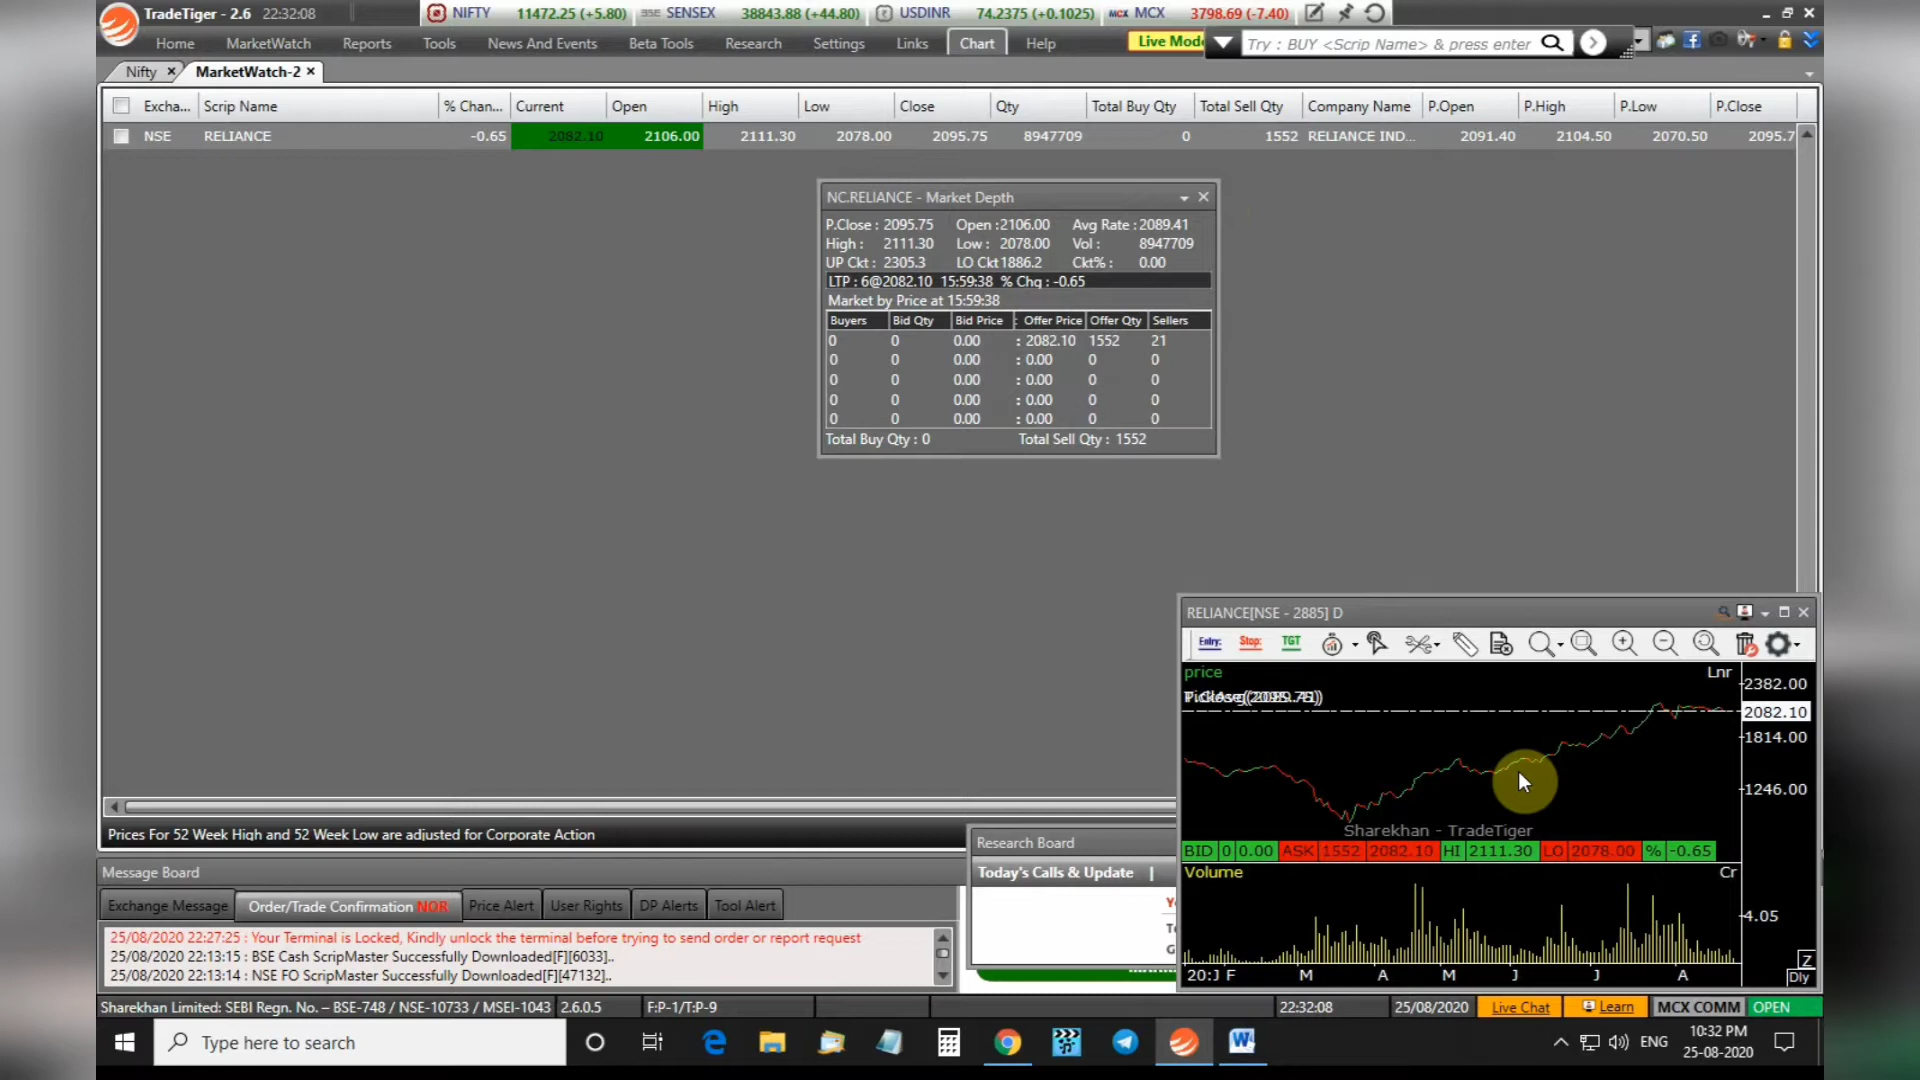 TradeTiger - 2.6 22:32:08
NIFTY 11472.25 (+5.80) BSE SENSEX 38843.88 (+44.80) USDINR 74.2375 (+0.1025) MCX MCX 3798.69 (-7.40)
Home MarketWatch Reports Tools News And Events Beta Tools Research Settings Links Chart Help Live Mode Try : BUY <Scrip Name> & press enter
Nifty MarketWatch-2
Excha... Scrip Name % Chan... Current Open High Low Close Qty Total Buy Qty Total Sell Qty Company Name P.Open P.High P.Low P.Close
NSE RELIANCE -0.65 2082.10 2106.00 2111.30 2078.00 2095.75 8947709 0 1552 RELIANCE IND... 2091.40 2104.50 2070.50 2095.7
NC.RELIANCE - Market Depth
P.Close : 2095.75 Open :2106.00 Avg Rate :2089.41
High : 2111.30 Low : 2078.00 Vol : 8947709
UP Ckt : 2305.3 LO Ckt1886.2 Ckt% : 0.00
LTP : 6@2082.10 15:59:38 % Chg : -0.65
Market by Price at 15:59:38
Buyers Bid Qty Bid Price : Offer Price Offer Qty Sellers
0 0 0.00 : 2082.10 1552 21
0 0 0.00 : 0.00 0 0
0 0 0.00 : 0.00 0 0
0 0 0.00 : 0.00 0 0
0 0 0.00 : 0.00 0 0
Total Buy Qty : 0 Total Sell Qty : 1552
RELIANCE[NSE - 2885] D
Entry: Stop: TGT
price Lnr
2382.00
2082.10
1814.00
1246.00
Sharekhan - TradeTiger
BID 0 0.00 ASK 1552 2082.10 HI 2111.30 LO 2078.00 % -0.65
Volume Cr
4.05
Z
20:J F M A M J J A Dly
Prices For 52 Week High and 52 Week Low are adjusted for Corporate Action
Message Board
Exchange Message Order/Trade Confirmation NOR Price Alert User Rights DP Alerts Tool Alert
25/08/2020 22:27:25 : Your Terminal is Locked, Kindly unlock the terminal before trying to send order or report request
25/08/2020 22:13:15 : BSE Cash ScripMaster Successfully Downloaded[F][6033]..
25/08/2020 22:13:14 : NSE FO ScripMaster Successfully Downloaded[F][47132]..
Research Board
Today's Calls & Update |
Sharekhan Limited: SEBI Regn. No. – BSE-748 / NSE-10733 / MSEI-1043 2.6.0.5 F:P-1/T:P-9 22:32:08 25/08/2020 Live Chat Learn MCX COMM OPEN
Type here to search ENG 10:32 PM
25-08-2020